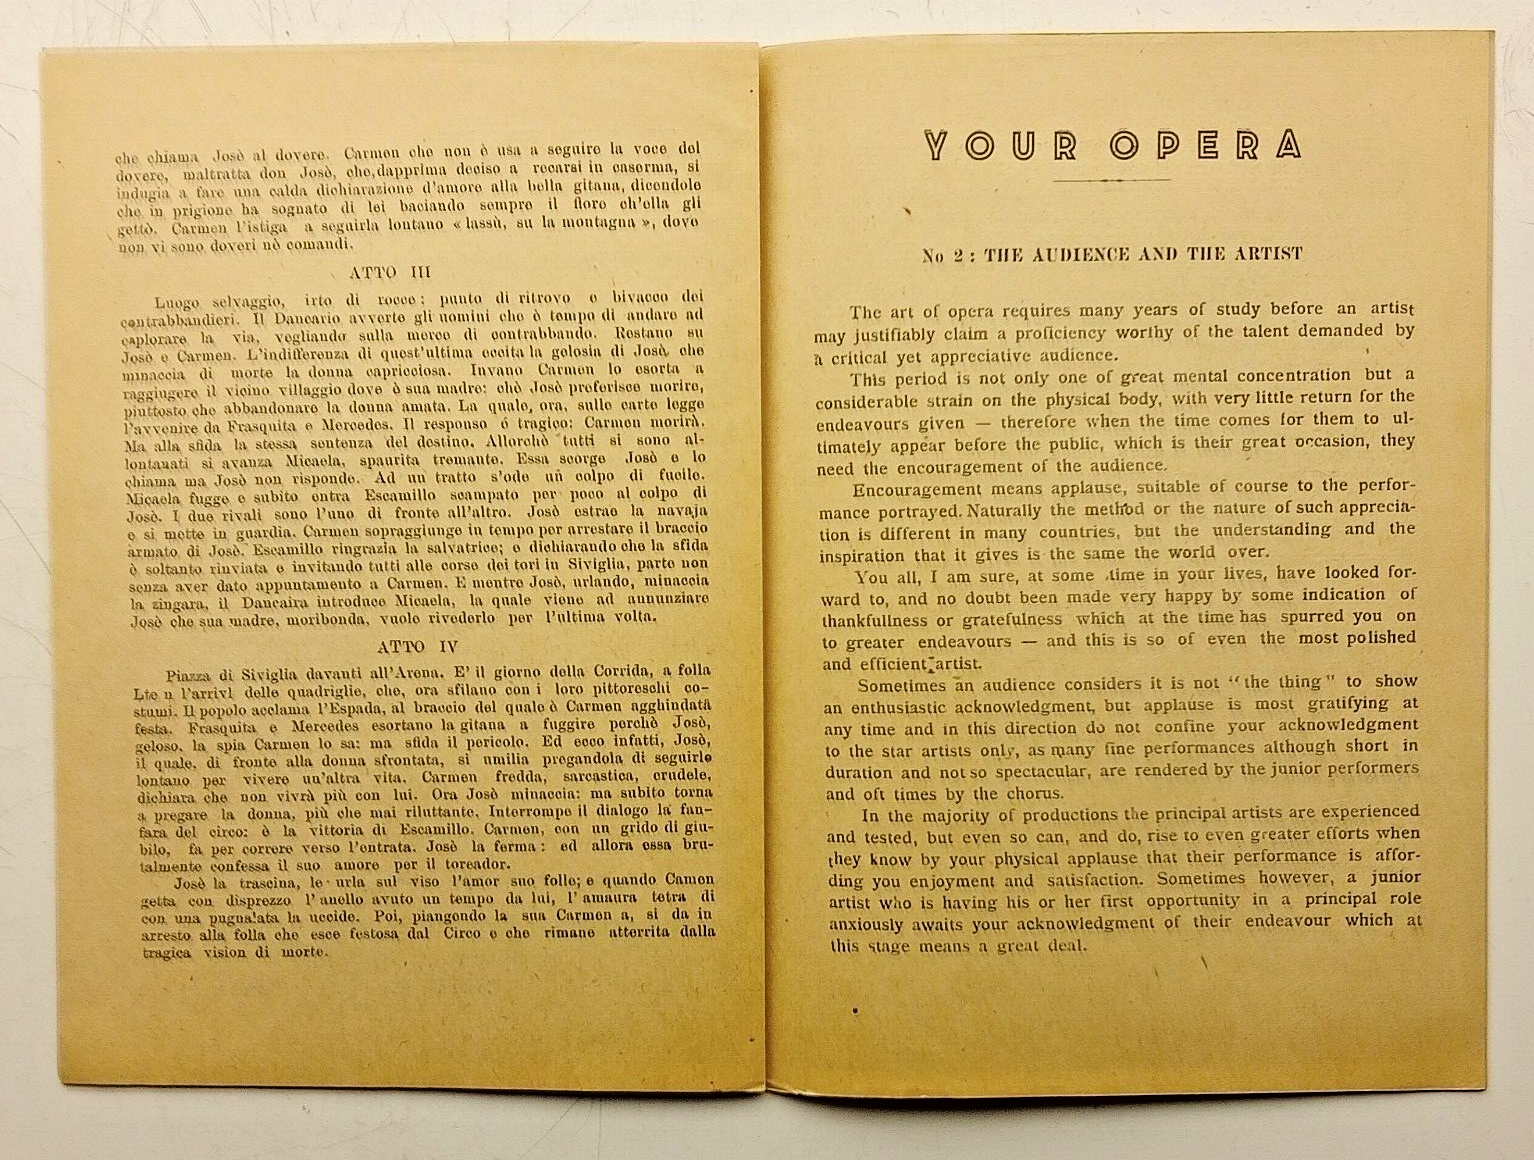 che chiama Josè al dovere. Carmen che non è usa a seguire la voce del
dovere, maltratta don Josè, che,dapprima deciso a recarsi in caserma, si
indugia a fare una calda dichiarazione d'amore alla bella gitana, dicendole
che in prigione ha sognato di lei baciando sempre il fiore ch'ella gli
gettò. Carmen l'istiga a seguirla lontano « lassù, su la montagna », dove
non vi sono doveri nè comandi.
ATTO III
Luogo selvaggio, irto di rocce; punto di ritrovo e bivacco dei
contrabbandieri. Il Dancario avverte gli uomini che è tempo di andare ad
esplorare la via, vegliando sulla merce di contrabbando. Restano su
Josè e Carmen. L'indifferenza di quest'ultima eccita la gelosia di Josè, che
minaccia di morte la donna capricciosa. Invano Carmen lo esorta a
raggiungere il vicino villaggio dove è sua madre: chè Josè preferisce morire,
piuttosto che abbandonare la donna amata. La quale, ora, sulle carte legge
l'avvenire da Frasquita e Mercedes. Il responso è tragico: Carmen morirà.
Ma alla sfida la stessa sentenza del destino. Allorchè tutti si sono al-
lontanati si avanza Micaela, spaurita tremante. Essa scorge Josè e lo
chiama ma Josè non risponde. Ad un tratto s'ode un colpo di fucile.
Micaela fugge e subito entra Escamillo scampato per poco al colpo di
Josè. I due rivali sono l'uno di fronte all'altro. Josè estrae la navaja
e si mette in guardia. Carmen sopraggiunge in tempo per arrestare il braccio
armato di Josè. Escamillo ringrazia la salvatrice; e dichiarando che la sfida
è soltanto rinviata e invitando tutti alle corse dei tori in Siviglia, parte non
senza aver dato appuntamento a Carmen. E mentre Josè, urlando, minaccia
la zingara, il Dancaira introduce Micaela, la quale viene ad annunziare
Josè che sua madre, moribonda, vuole rivederlo per l'ultima volta.
ATTO IV
Piazza di Siviglia davanti all'Arena. E' il giorno della Corrida, a folla
Lte n l'arrivl delle quadriglie, che, ora sfilano con i loro pittoreschi co-
stumi. Il popolo acclama l'Espada, al braccio del quale è Carmen agghindata
festa. Frasquita e Mercedes esortano la gitana a fuggire perchè Josè,
geloso, la spia Carmen lo sa: ma sfida il pericolo. Ed ecco infatti, Josè,
il quale, di fronte alla donna sfrontata, si umilia pregandola di seguirlo
lontano per vivere un'altra vita. Carmen fredda, sarcastica, crudele,
dichiara che non vivrà più con lui. Ora Josè minaccia: ma subito torna
a pregare la donna, più che mai riluttante. Interrompe il dialogo la fan-
fara del circo: è la vittoria di Escamillo. Carmen, con un grido di giu-
bilo, fa per correre verso l'entrata. Josè la ferma: ed allora essa bru-
talmente confessa il suo amore per il toreador.
Josè la trascina, le urla sul viso l'amor suo folle; e quando Camen
getta con disprezzo l'anello avuto un tempo da lui, l'amaura tetra di
con una pugnalata la uccide. Poi, piangendo la sua Carmen a, si da in
arresto alla folla che esce festosa dal Circo e che rimane atterrita dalla
tragica vision di morte.
YOUR OPERA
No 2 : THE AUDIENCE AND THE ARTIST
The art of opera requires many years of study before an artist
may justifiably claim a proficiency worthy of the talent demanded by
a critical yet appreciative audience.
This period is not only one of great mental concentration but a
considerable strain on the physical body, with very little return for the
endeavours given — therefore when the time comes for them to ul-
timately appear before the public, which is their great occasion, they
need the encouragement of the audience.
Encouragement means applause, suitable of course to the perfor-
mance portrayed. Naturally the method or the nature of such apprecia-
tion is different in many countries, but the understanding and the
inspiration that it gives is the same the world over.
You all, I am sure, at some time in your lives, have looked for-
ward to, and no doubt been made very happy by some indication of
thankfullness or gratefulness which at the time has spurred you on
to greater endeavours — and this is so of even the most polished
and efficient artist.
Sometimes an audience considers it is not "the thing" to show
an enthusiastic acknowledgment, but applause is most gratifying at
any time and in this direction do not confine your acknowledgment
to the star artists only, as many fine performances although short in
duration and not so spectacular, are rendered by the junior performers
and oft times by the chorus.
In the majority of productions the principal artists are experienced
and tested, but even so can, and do, rise to even greater efforts when
they know by your physical applause that their performance is affor-
ding you enjoyment and satisfaction. Sometimes however, a junior
artist who is having his or her first opportunity in a principal role
anxiously awaits your acknowledgment of their endeavour which at
this stage means a great deal.